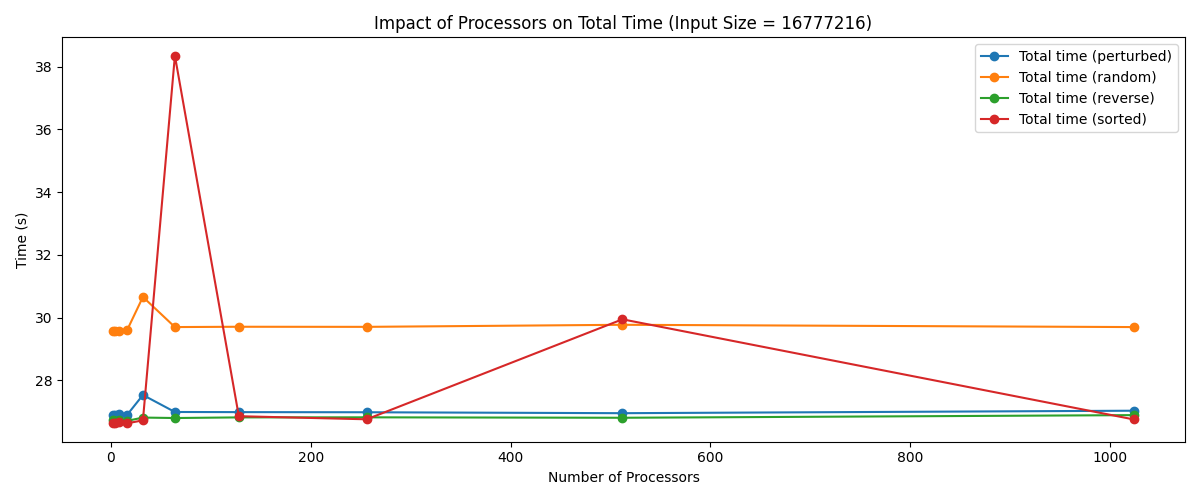 Impact of Processors on Total Time (Input Size = 16777216)
Total time (perturbed)
Total time (random)
Total time (reverse)
Total time (sorted)
Time (s)
38
36
34
32
30
28
0
200
400
600
800
1000
Number of Processors